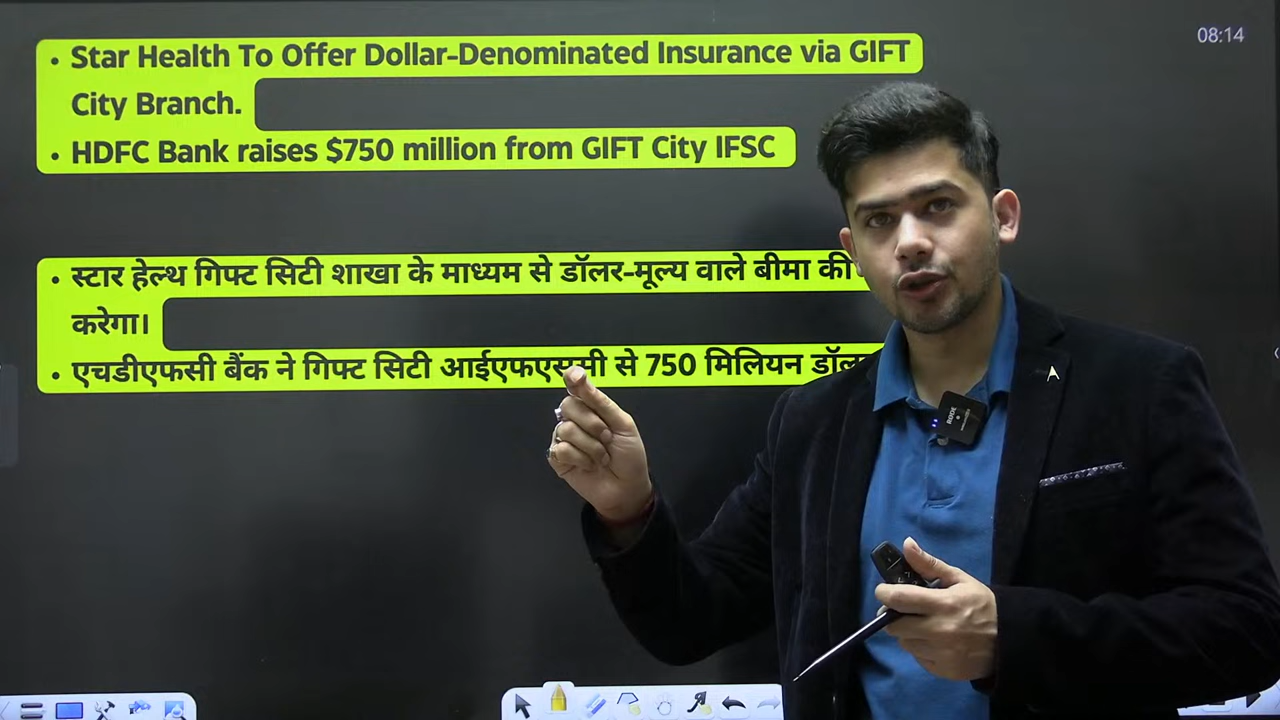 08:14
• Star Health To Offer Dollar-Denominated Insurance via GIFT
City Branch.
• HDFC Bank raises $750 million from GIFT City IFSC
• स्टार हेल्थ गिफ्ट सिटी शाखा के माध्यम से डॉलर-मूल्य वाले बीमा की
करेगा।
• एचडीएफसी बैंक ने गिफ्ट सिटी आईएफएससी से 750 मिलियन
RØDE